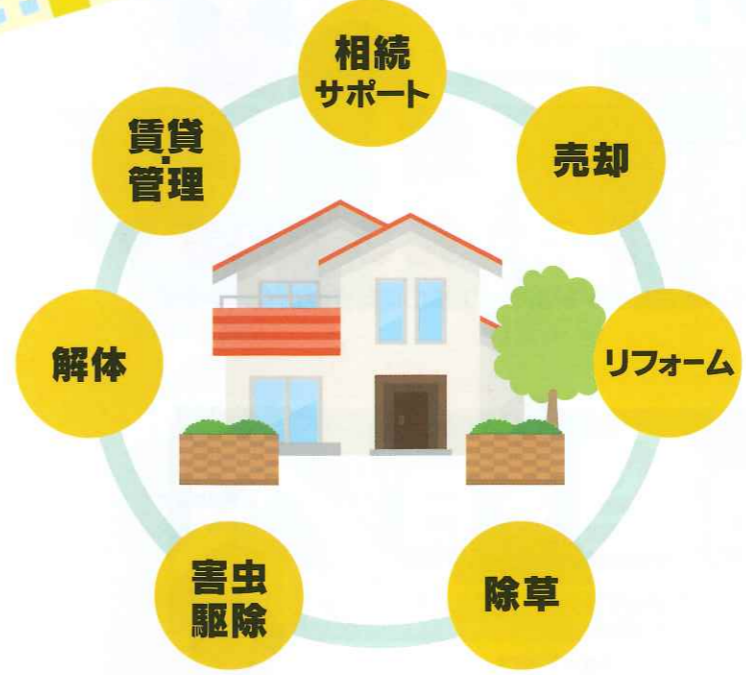 相続
サポート
売却
リフォーム
除草
害虫
駆除
解体
賃貸
・
管理